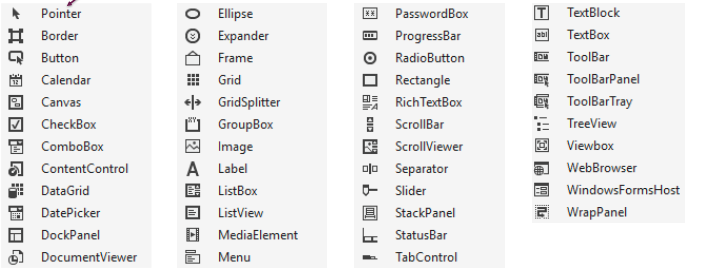 Pointer
Border
Button
Calendar
Canvas
CheckBox
ComboBox
ContentControl
DataGrid
DatePicker
DockPanel
DocumentViewer
Ellipse
Expander
Frame
Grid
GridSplitter
GroupBox
Image
Label
ListBox
ListView
MediaElement
Menu
PasswordBox
ProgressBar
RadioButton
Rectangle
RichTextBox
ScrollBar
ScrollViewer
Separator
Slider
StackPanel
StatusBar
TabControl
TextBlock
TextBox
ToolBar
ToolBarPanel
ToolBarTray
TreeView
Viewbox
WebBrowser
WindowsFormsHost
WrapPanel